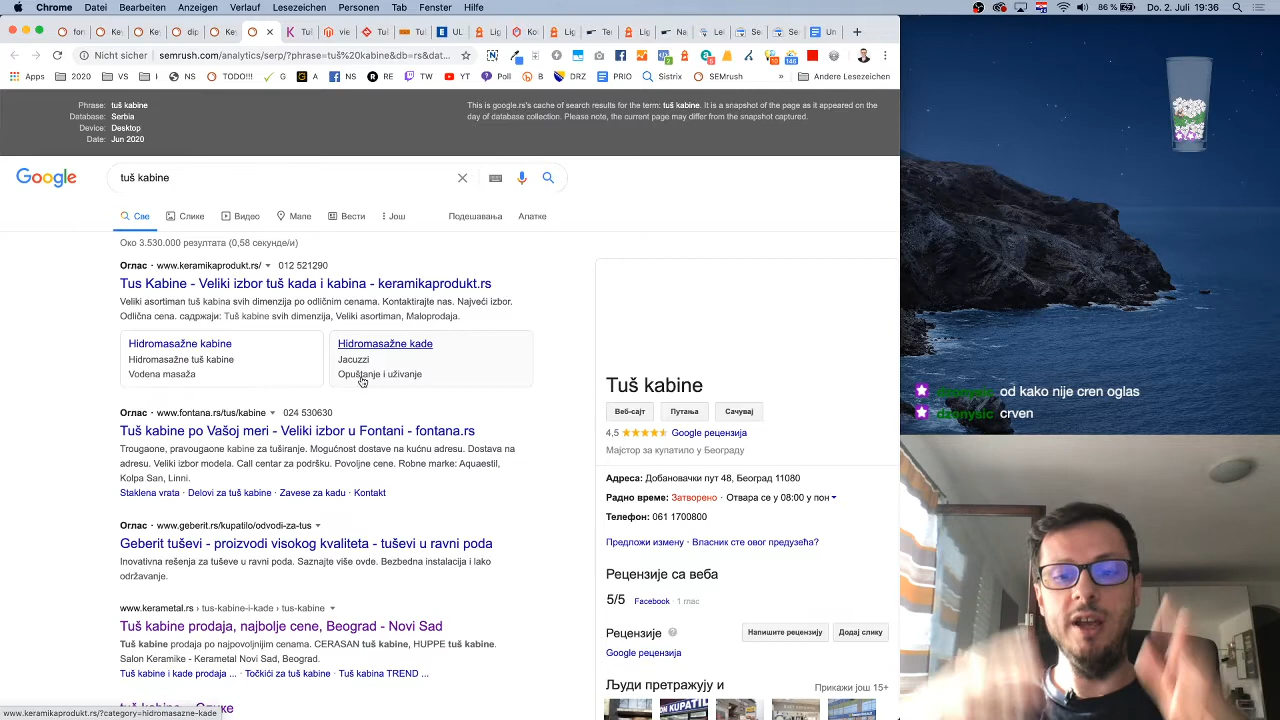 Chrome Datei Bearbeiten Anzeigen Verlauf Lesezeichen Personen Tab Fenster Hilfe
86% Do. 2. Juli 19:36
Nicht sicher | semrush.com/analytics/serp/?phrase=tuš%20kabine&db=rs&dat...
Apps 2020 VS I NS TODO!!! G A NS RE TW YT Poll B DRZ PRIO Sistrix SEMrush » Andere Lesezeichen
Phrase: tuš kabine
Database: Serbia
Device: Desktop
Date: Jun 2020
This is google.rs's cache of search results for the term: tuš kabine. It is a snapshot of the page as it appeared on the
day of database collection. Please note, the current page may differ from the snapshot captured.
Google
tuš kabine
Све Слике Видео Мапе Вести Још Подешавања Алатке
Око 3.530.000 резултата (0,58 секунде/и)
Оглас · www.keramikaprodukt.rs/ 012 521290
Tus Kabine - Veliki izbor tuš kada i kabina - keramikaprodukt.rs
Veliki asortiman tuš kabina svih dimenzija po odličnim cenama. Kontaktirajte nas. Najveći izbor.
Odlična cena. садржаји: Tuš kabine svih dimenzija, Veliki asortiman, Maloprodaja.
Hidromasažne kabine
Hidromasažne tuš kabine
Vodena masaža
Hidromasažne kade
Jacuzzi
Opuštanje i uživanje
Оглас · www.fontana.rs/tus/kabine 024 530630
Tuš kabine po Vašoj meri - Veliki izbor u Fontani - fontana.rs
Trougaone, pravougaone kabine za tuširanje. Mogućnost dostave na kućnu adresu. Dostava na
adresu. Veliki izbor modela. Call centar za podršku. Povoljne cene. Robne marke: Aquaestil,
Kolpa San, Linni.
Staklena vrata · Delovi za tuš kabine · Zavese za kadu · Kontakt
Оглас · www.geberit.rs/kupatilo/odvodi-za-tus
Geberit tuševi - proizvodi visokog kvaliteta - tuševi u ravni poda
Inovativna rešenja za tuševe u ravni poda. Saznajte više ovde. Bezbedna instalacija i lako
održavanje.
www.kerametal.rs › tus-kabine-i-kade › tus-kabine
Tuš kabine prodaja, najbolje cene, Beograd - Novi Sad
Tuš kabine prodaja po najpovoljnijim cenama. CERASAN tuš kabine, HUPPE tuš kabine.
Salon Keramike - Kerametal Novi Sad, Beograd.
Tuš kabine i kade prodaja ... · Točkići za tuš kabine · Tuš kabina TREND ...
www.keramikaprodukt.rs/?category=hidromasazne-kade
Tuš kabine
Веб-сајт Путања Сачувај
4,5 Google рецензија
Мајстор за купатило у Београду
Адреса: Добановачки пут 48, Београд 11080
Радно време: Затворено · Отвара се у 08:00 у пон
Телефон: 061 1700800
Предложи измену · Власник сте овог предузећа?
Рецензије са веба
5/5 Facebook · 1 глас
Рецензије
Напишите рецензију Додај слику
Google рецензија
Људи претражују и
Прикажи још 15+
KUPATIL
dzonysic od kako nije cren oglas
dzonysic crven